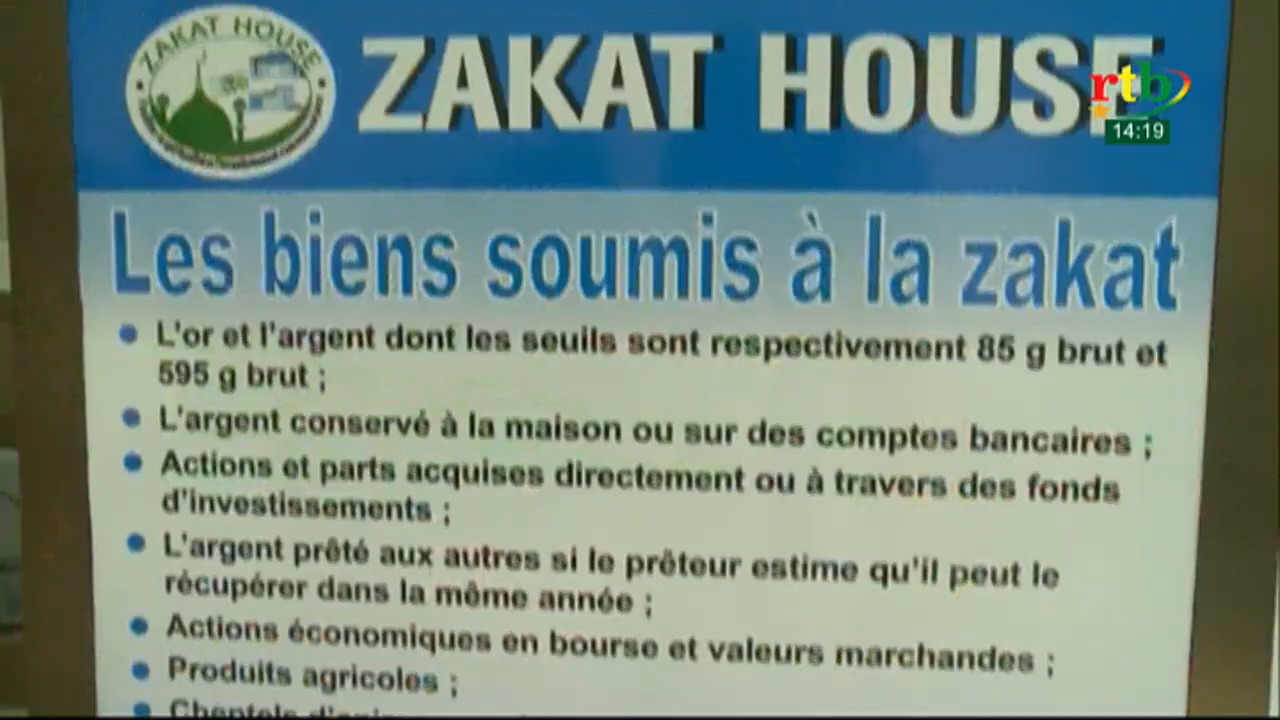 ZAKAT HOUSE
ZAKAT HOUSE
rtb
14:19
Les biens soumis à la zakat
• L'or et l'argent dont les seuils sont respectivement 85 g brut et
595 g brut ;
• L'argent conservé à la maison ou sur des comptes bancaires ;
• Actions et parts acquises directement ou à travers des fonds
d'investissements ;
• L'argent prêté aux autres si le prêteur estime qu'il peut le
récupérer dans la même année ;
• Actions économiques en bourse et valeurs marchandes ;
• Produits agricoles ;
• Cheptels